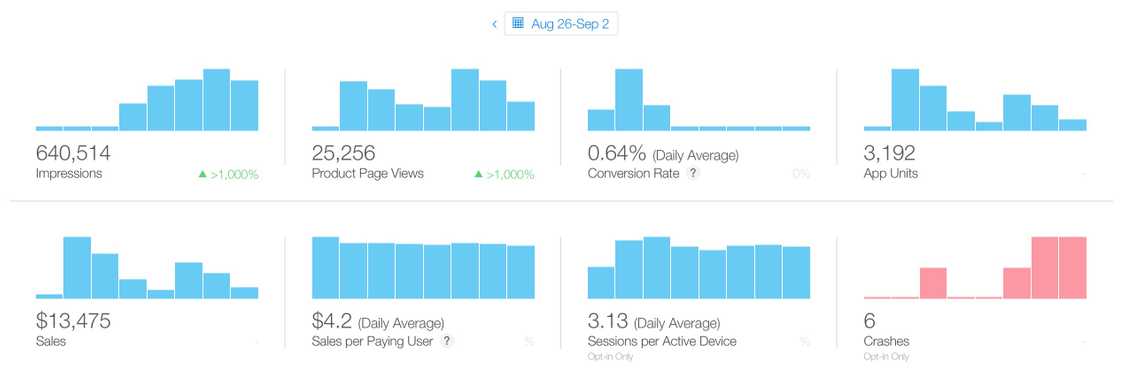 Aug 26-Sep 2
640,514
Impressions
>1,000%
25,256
Product Page Views
>1,000%
0.64% (Daily Average)
Conversion Rate ?
0%
3,192
App Units
-
$13,475
Sales
-
$4.2 (Daily Average)
Sales per Paying User ?
%
3.13 (Daily Average)
Sessions per Active Device
%
Opt-in Only
6
Crashes
-
Opt-in Only